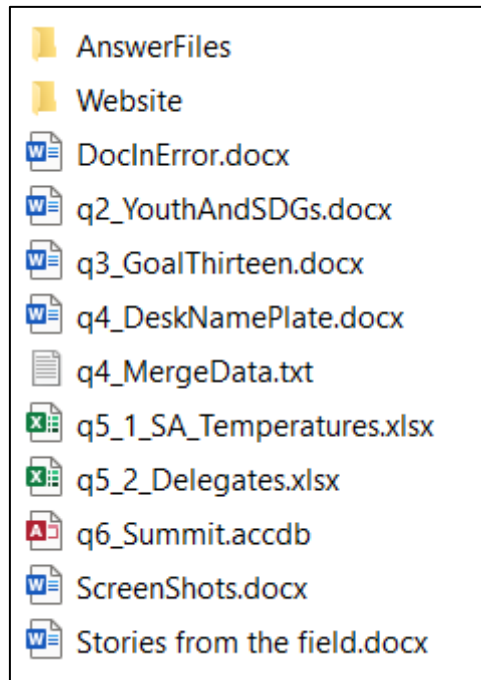 AnswerFiles
Website
DocInError.docx
q2_YouthAndSDGs.docx
q3_GoalThirteen.docx
q4_DeskNamePlate.docx
q4_MergeData.txt
q5_1_SA_Temperatures.xlsx
q5_2_Delegates.xlsx
q6_Summit.accdb
ScreenShots.docx
Stories from the field.docx